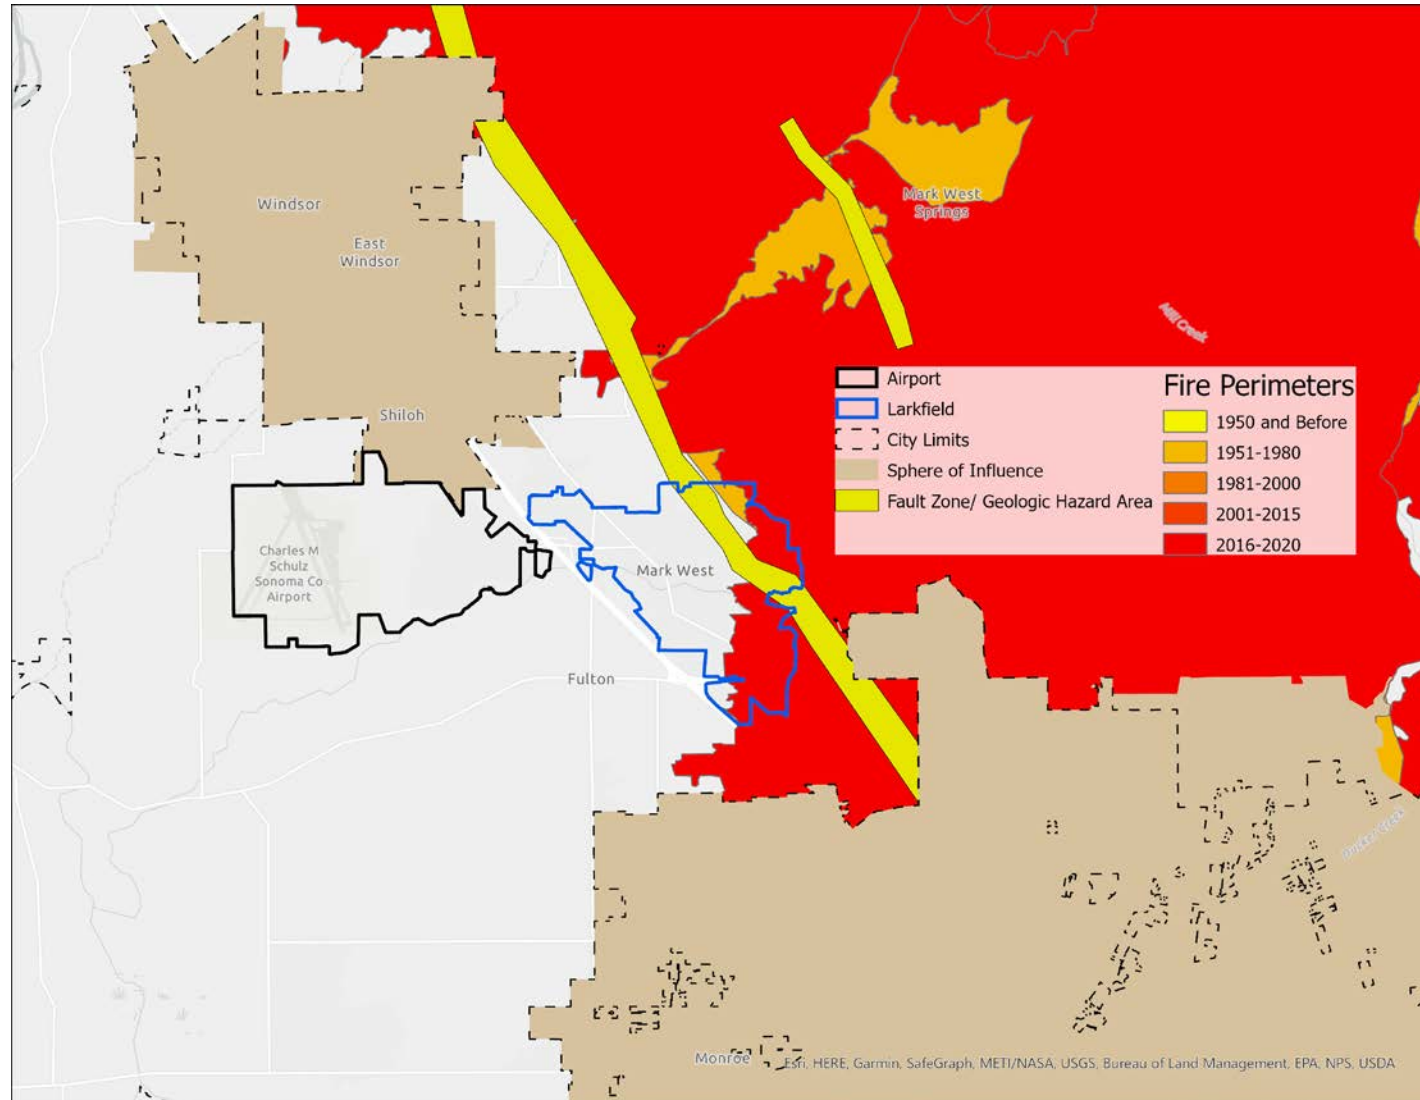 Mark West
Springs
Windsor
East
Windsor
Mill Creek
Airport
Larkfield
City Limits
Sphere of Influence
Fault Zone/ Geologic Hazard Area
Fire Perimeters
1950 and Before
1951-1980
1981-2000
2001-2015
2016-2020
Shiloh
Charles M
Schulz
Sonoma Co
Airport
Mark West
Fulton
Ducker Creek
Monroe
Esri, HERE, Garmin, SafeGraph, METI/NASA, USGS, Bureau of Land Management, EPA, NPS, USDA